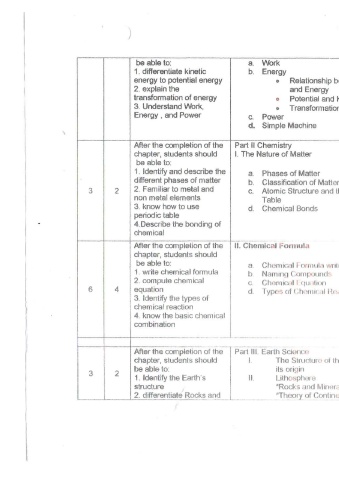 be able to:
1. differentiate kinetic
energy to potential energy
2. explain the
transformation of energy
3. Understand Work,
Energy , and Power
a. Work
b. Energy
Relationship
and Energy
Potential and
Transformation
c. Power
d. Simple Machine
3
2
After the completion of the
chapter, students should
be able to:
1. Identify and describe the
different phases of matter
2. Familiar to metal and
non metal elements
3. know how to use
periodic table
4.Describe the bonding of
chemical
Part II Chemistry
I. The Nature of Matter
a. Phases of Matter
b. Classification of Matter
c. Atomic Structure and
Table
d. Chemical Bonds
6
4
After the completion of the
chapter, students should
be able to:
1. write chemical formula
2. compute chemical
equation
3. Identify the types of
chemical reaction
4. know the basic chemical
combination
II. Chemical Formula
a. Chemical Formula
b. Naming Compounds
c. Chemical Equation
d. Types of Chemical
3
2
After the completion of the
chapter, students should
be able to:
1. Identify the Earth's
structure
2. differentiate Rocks and
Part III. Earth Science
I. The Structure of
its origin
II. Lithosphere
*Rocks and
*Theory of